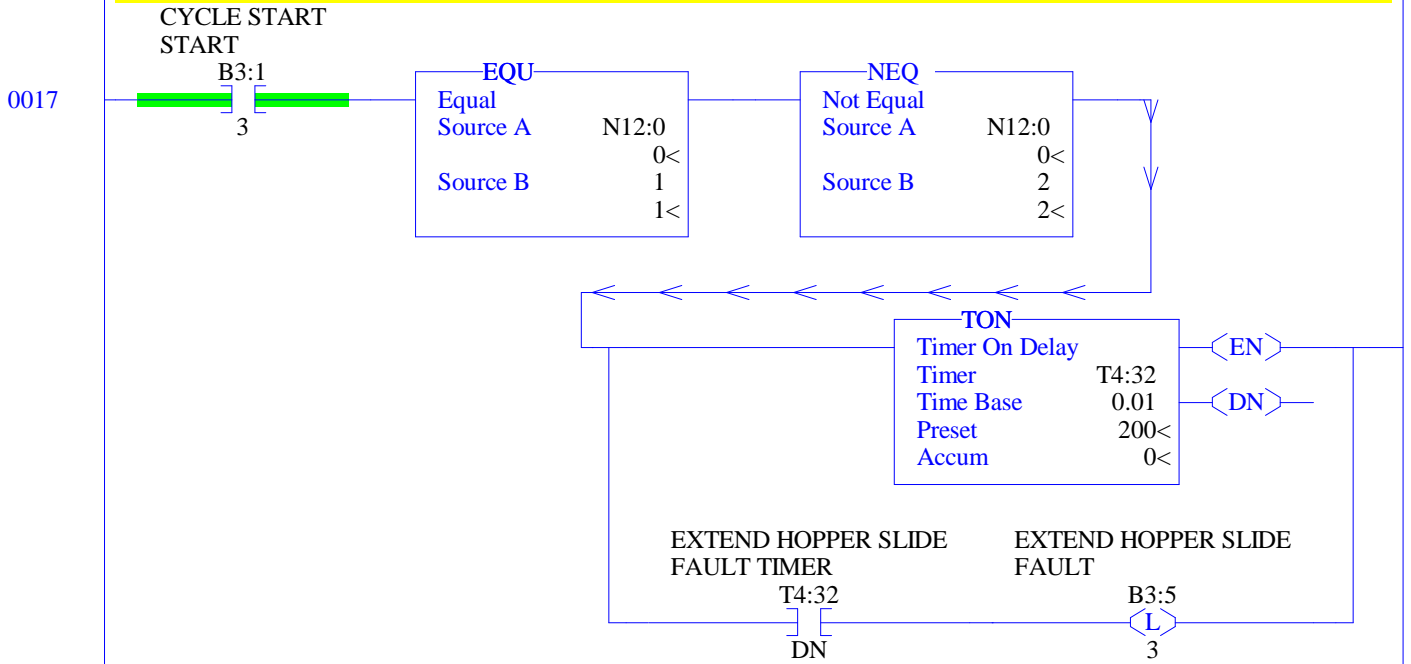 CYCLE START
START
B3:1
0017
3
EQU
Equal
Source A N12:0
0<
Source B 1
1<
NEQ
Not Equal
Source A N12:0
0<
Source B 2
2<
TON
Timer On Delay
Timer T4:32
Time Base 0.01
Preset 200<
Accum 0<
EN
DN
EXTEND HOPPER SLIDE
FAULT TIMER
T4:32
DN
EXTEND HOPPER SLIDE
FAULT
B3:5
L
3